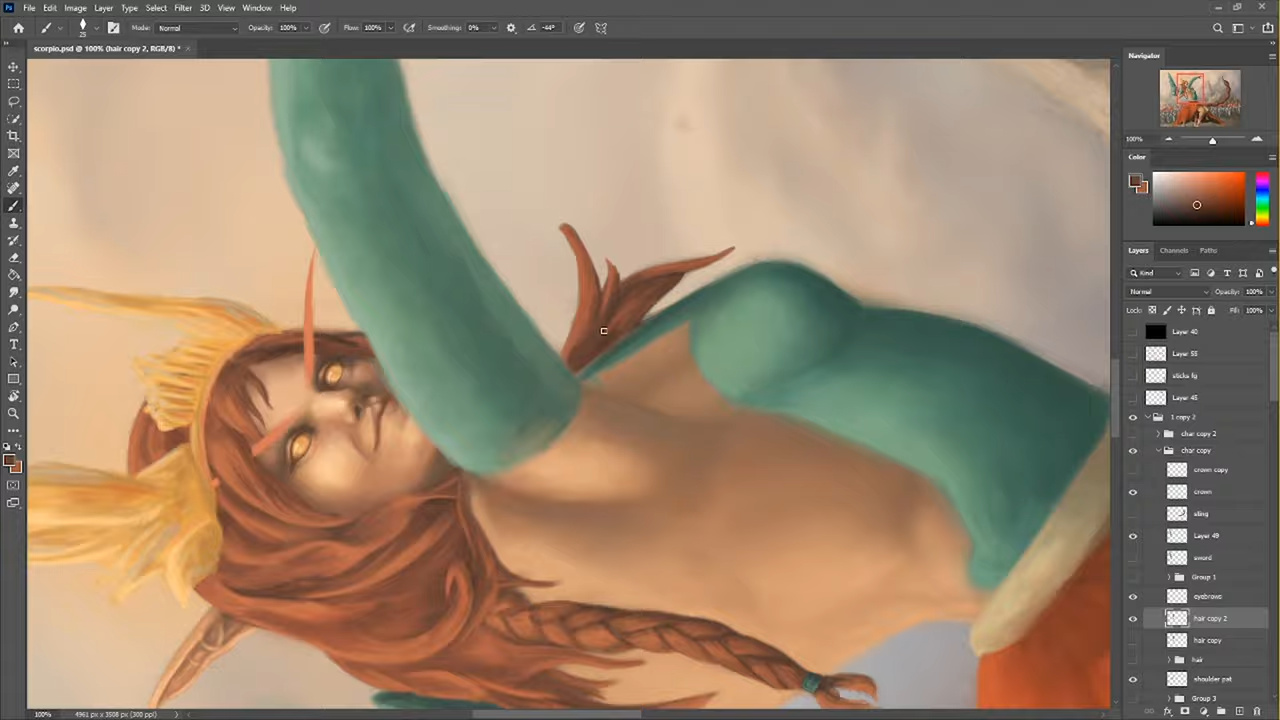 File Edit Image Layer Type Select Filter 3D View Window Help
25 Mode: Normal Opacity: 100% Flow: 100% Smoothing: 0% -44°
scorpio.psd @ 100% (hair copy 2, RGB/8) *
Navigator
100%
Color
Layers Channels Paths
Kind
Normal Opacity: 100%
Lock: Fill: 100%
Layer 40
Layer 55
sticks fg
Layer 45
char copy 2
char copy
crown copy
crown
sling
Layer 49
sword
Group 1
eyebrows
hair copy 2
hair copy
hair
shoulder pat
Group 3
100% 4961 px x 3508 px (300 ppi)